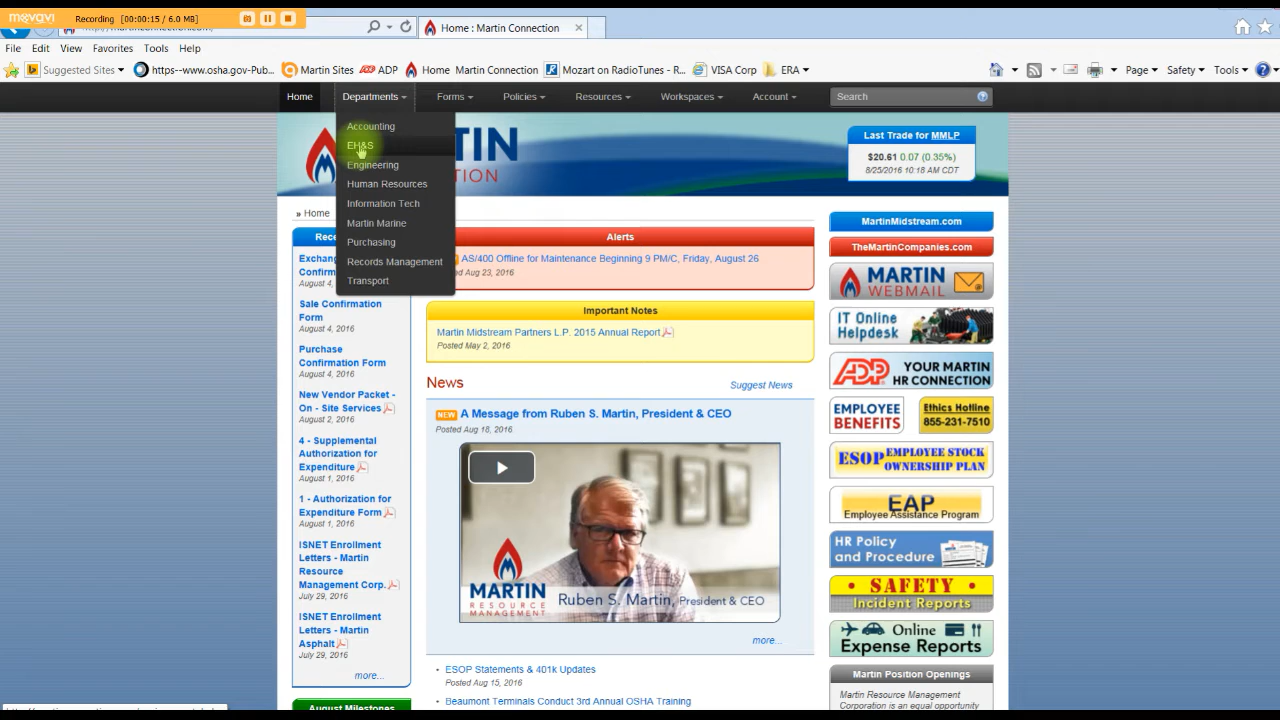 movavi
Recording [00:00:15 / 6.0 MB]
Home : Martin Connection
File Edit View Favorites Tools Help
Suggested Sites https--www.osha.gov-Pub... Martin Sites ADP Home Martin Connection Mozart on RadioTunes - R... VISA Corp ERA
Page Safety Tools
Home Departments Forms Policies Resources Workspaces Account Search
Accounting
EH&S
Engineering
Human Resources
Information Tech
Martin Marine
Purchasing
Records Management
Transport
Last Trade for MMLP
$20.61 0.07 (0.35%)
8/25/2016 10:18 AM CDT
» Home
Alerts
AS/400 Offline for Maintenance Beginning 9 PM/C, Friday, August 26
Aug 23, 2016
Important Notes
Martin Midstream Partners L.P. 2015 Annual Report
Posted May 2, 2016
News
Suggest News
NEW A Message from Ruben S. Martin, President & CEO
Posted Aug 18, 2016
MARTIN
RESOURCE
MANAGEMENT
Ruben S. Martin, President & CEO
more...
ESOP Statements & 401k Updates
Posted Aug 15, 2016
Beaumont Terminals Conduct 3rd Annual OSHA Training
August 4, 2016
Sale Confirmation
Form
August 4, 2016
Purchase
Confirmation Form
August 4, 2016
New Vendor Packet -
On - Site Services
August 2, 2016
4 - Supplemental
Authorization for
Expenditure
August 1, 2016
1 - Authorization for
Expenditure Form
August 1, 2016
ISNET Enrollment
Letters - Martin
Resource
Management Corp.
July 29, 2016
ISNET Enrollment
Letters - Martin
Asphalt
July 29, 2016
more...
August Milestones
MartinMidstream.com
TheMartinCompanies.com
MARTIN
WEBMAIL
IT Online
Helpdesk
ADP YOUR MARTIN
HR CONNECTION
EMPLOYEE
BENEFITS
Ethics Hotline
855-231-7510
ESOP EMPLOYEE STOCK
OWNERSHIP PLAN
EAP
Employee Assistance Program
HR Policy
and Procedure
• SAFETY •
Incident Reports
Online
Expense Reports
Martin Position Openings
Martin Resource Management
Corporation is an equal opportunity